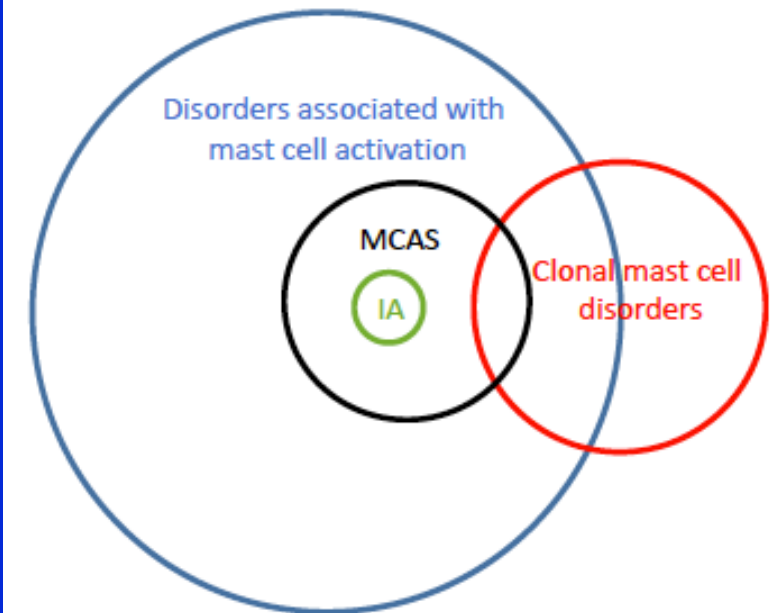 Disorders associated with
mast cell activation
MCAS
IA
Clonal mast cell
disorders